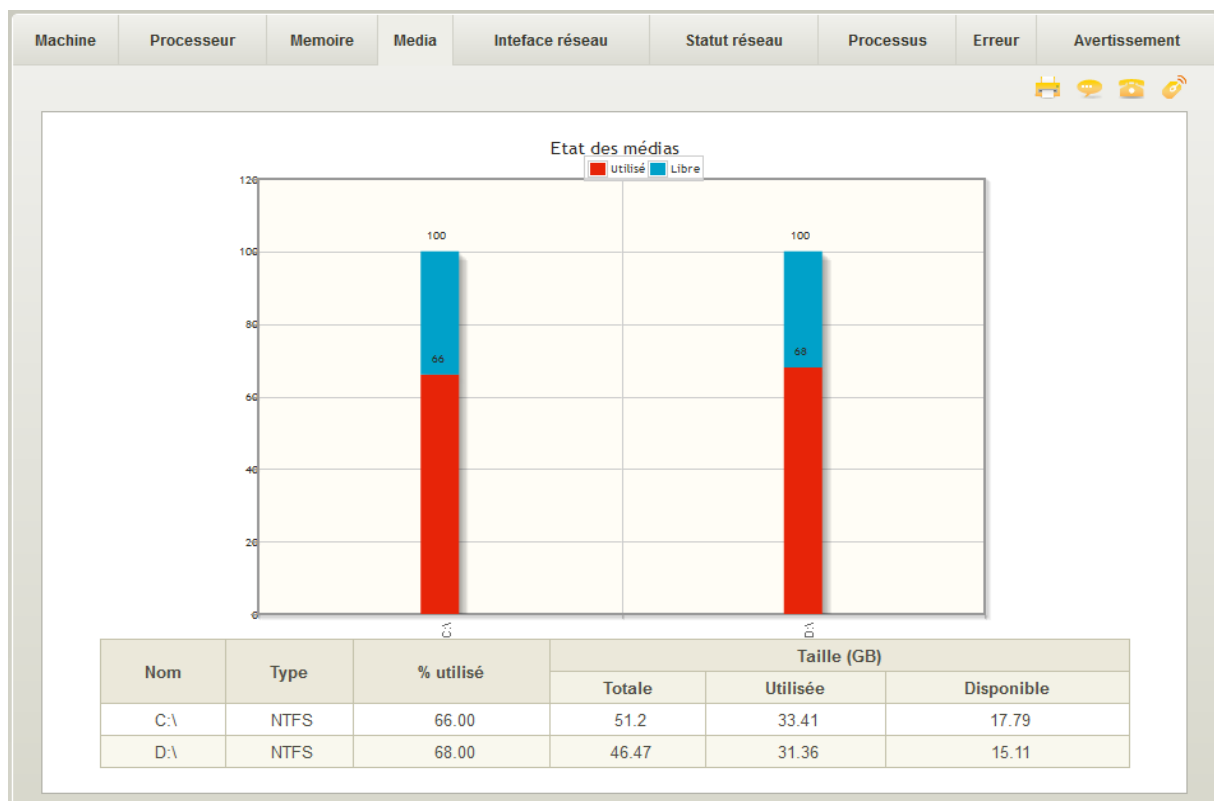 Machine Processeur Memoire Media Inteface réseau Statut réseau Processus Erreur Avertissement
Etat des médias
Utilisé Libre
120
100 100
100
80
66 68
60
40
20
0
C:\ D:\
Nom Type % utilisé Taille (GB)
Totale Utilisée Disponible
C:\ NTFS 66.00 51.2 33.41 17.79
D:\ NTFS 68.00 46.47 31.36 15.11